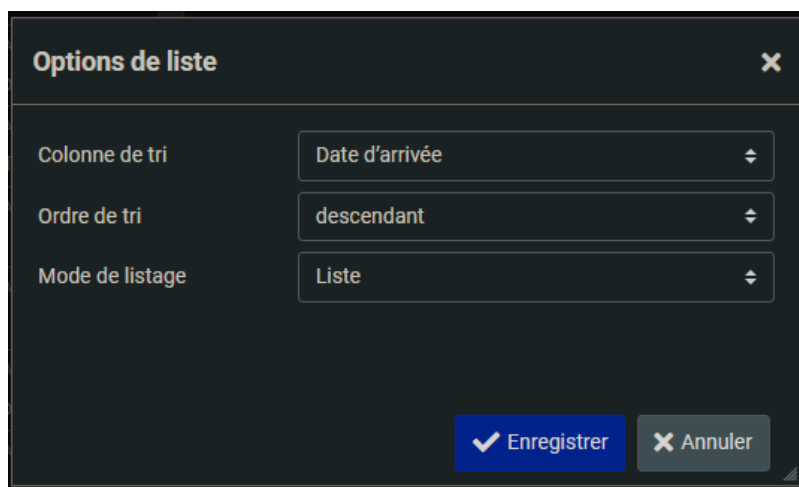 Options de liste
Colonne de tri Date d’arrivée
Ordre de tri descendant
Mode de listage Liste
Enregistrer Annuler